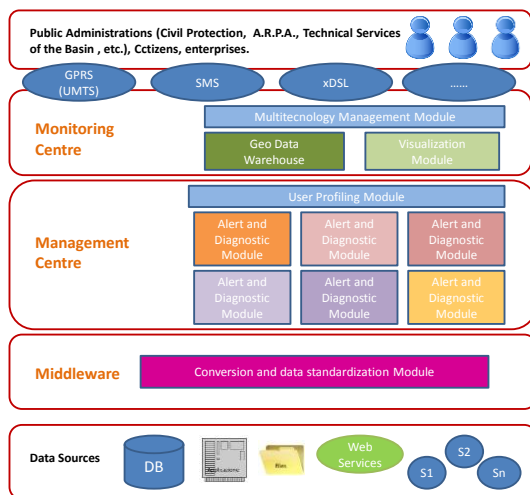 Public Administrations (Civil Protection, A.R.P.A., Technical Services
of the Basin , etc.), Cctizens, enterprises.
GPRS
(UMTS)
SMS
xDSL
......
Monitoring
Centre
Multitecnology Management Module
Geo Data
Warehouse
Visualization
Module
Management
Centre
User Profiling Module
Alert and
Diagnostic
Module
Alert and
Diagnostic
Module
Alert and
Diagnostic
Module
Alert and
Diagnostic
Module
Alert and
Diagnostic
Module
Alert and
Diagnostic
Module
Middleware
Conversion and data standardization Module
Data Sources
DB
Applications
Files
Web
Services
S1
S2
Sn